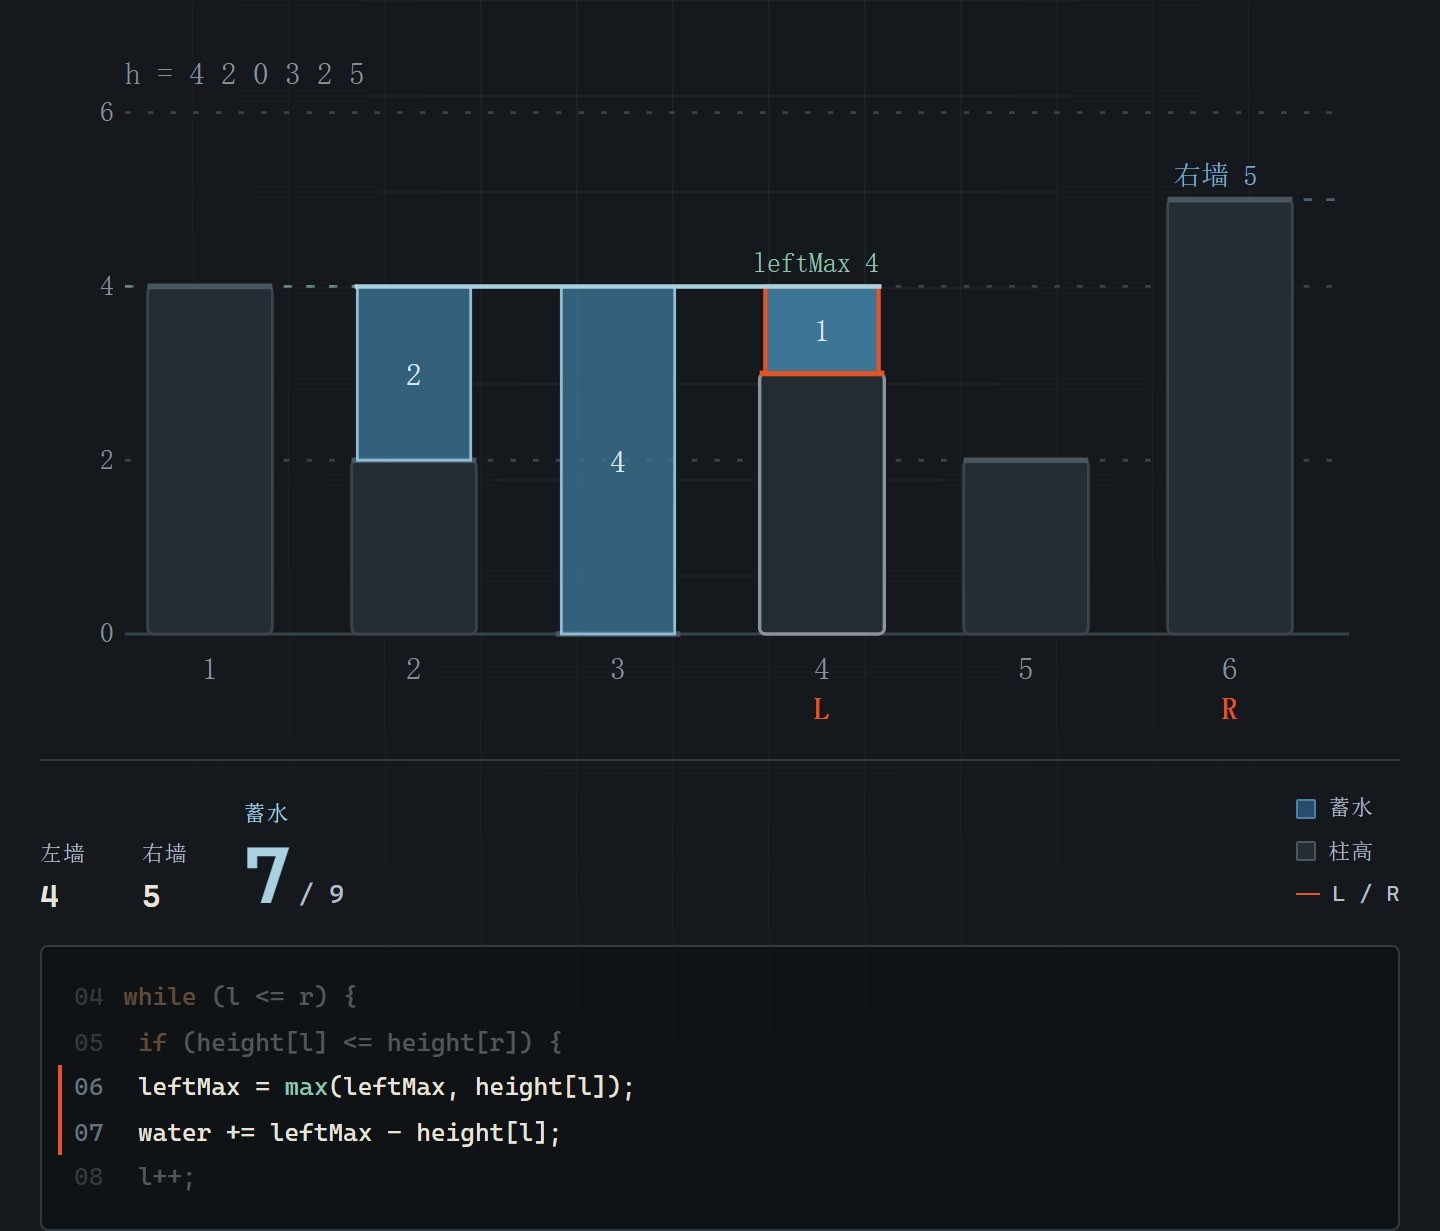 h = 4 2 0 3 2 5
6
右墙 5
leftMax 4
4
1
2
2
4
0
1 2 3 4 5 6
L R
蓄水
左墙 右墙
4 5 7 / 9
蓄水
柱高
L / R
04 while (l <= r) {
05 if (height[l] <= height[r]) {
06 leftMax = max(leftMax, height[l]);
07 water += leftMax − height[l];
08 l++;